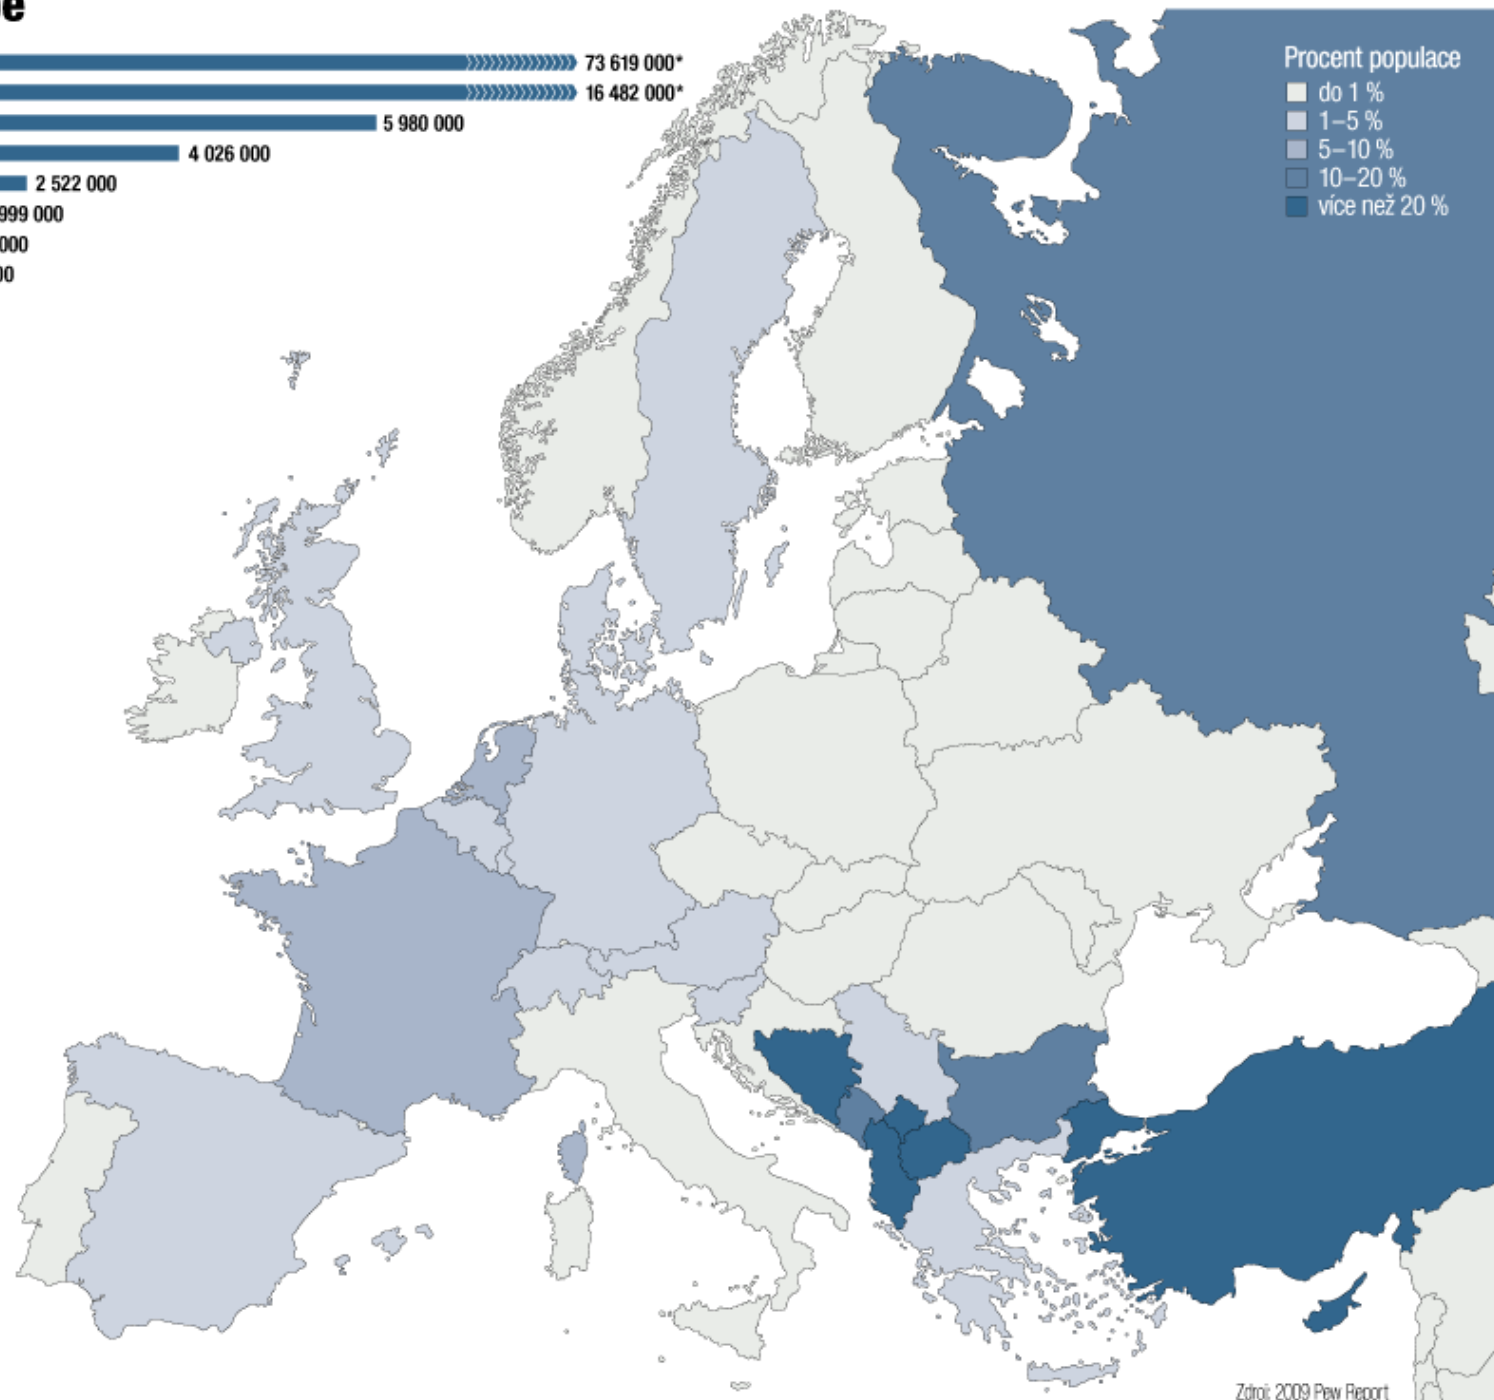 73 619 000*
16 482 000*
5 980 000
4 026 000
2 522 000
999 000
000
00
Procent populace
do 1 %
1–5 %
5–10 %
10–20 %
více než 20 %
Zdroj: 2009 Pew Report